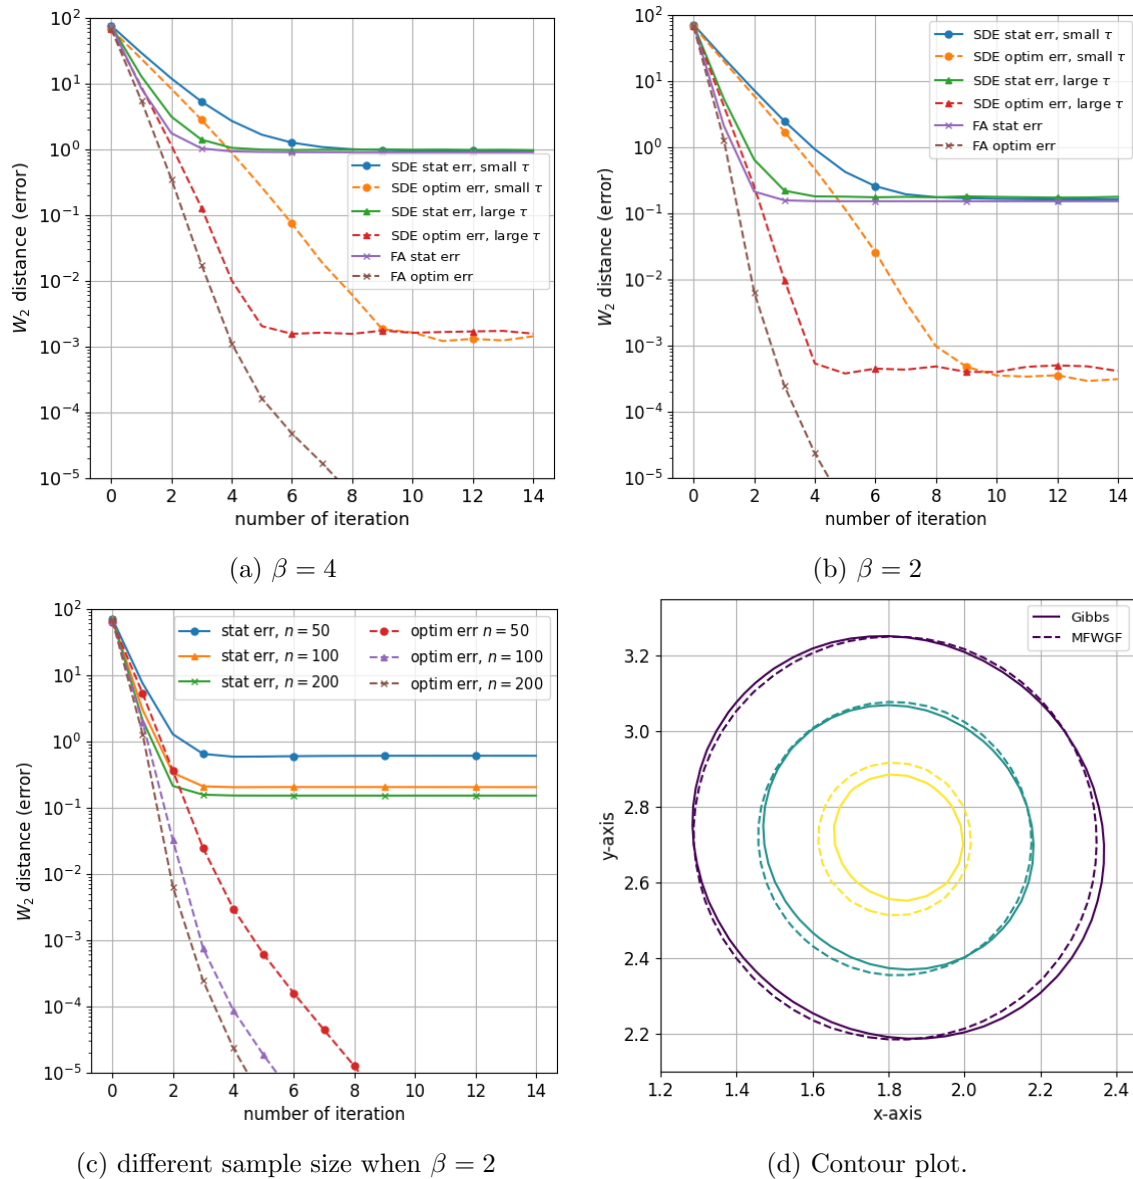 10^2
10^1
10^0
10^-1
10^-2
10^-3
10^-4
10^-5
W_2 distance (error)
SDE stat err, small τ
SDE optim err, small τ
SDE stat err, large τ
SDE optim err, large τ
FA stat err
FA optim err
0 2 4 6 8 10 12 14
number of iteration
(a) β = 4
10^2
10^1
10^0
10^-1
10^-2
10^-3
10^-4
10^-5
W_2 distance (error)
SDE stat err, small τ
SDE optim err, small τ
SDE stat err, large τ
SDE optim err, large τ
FA stat err
FA optim err
0 2 4 6 8 10 12 14
number of iteration
(b) β = 2
10^2
10^1
10^0
10^-1
10^-2
10^-3
10^-4
10^-5
W_2 distance (error)
stat err, n = 50
stat err, n = 100
stat err, n = 200
optim err n = 50
optim err, n = 100
optim err, n = 200
0 2 4 6 8 10 12 14
number of iteration
(c) different sample size when β = 2
3.2
3.0
2.8
2.6
2.4
2.2
y-axis
Gibbs
MFWGF
1.2 1.4 1.6 1.8 2.0 2.2 2.4
x-axis
(d) Contour plot.